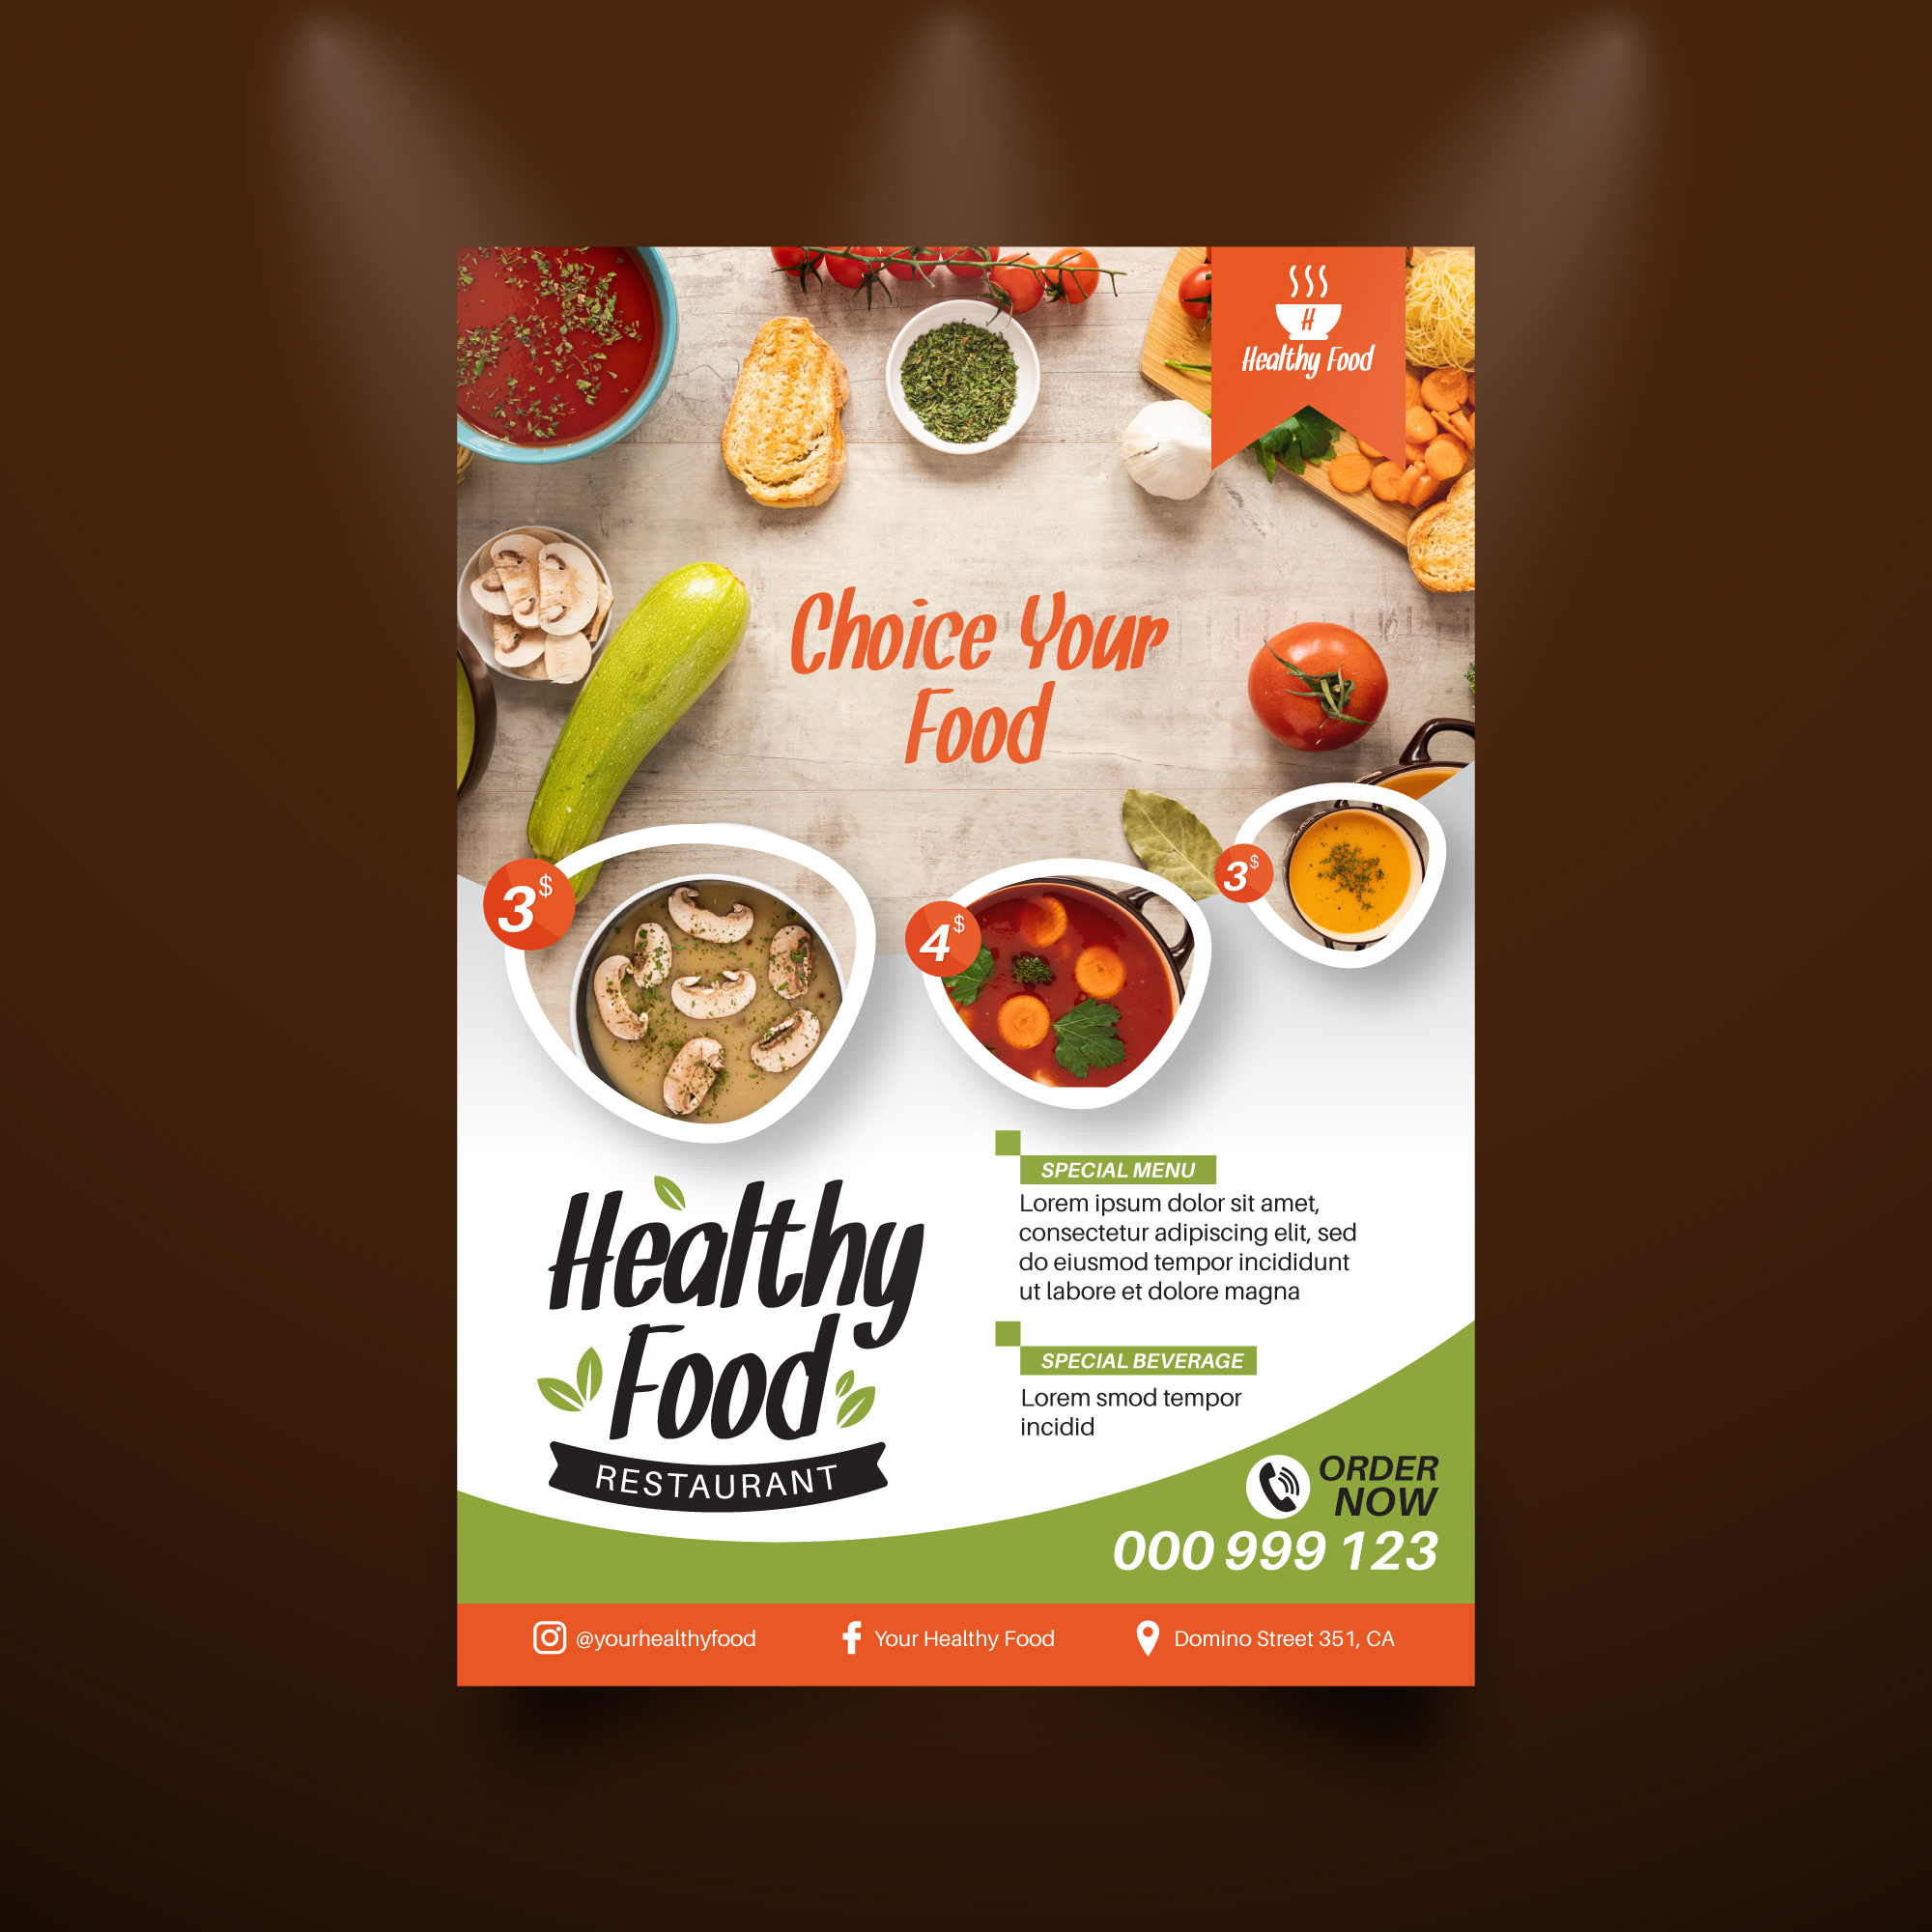 H
Healthy Food
Choice Your
Food
3$
4$
3$
Healthy
Food
RESTAURANT
SPECIAL MENU
Lorem ipsum dolor sit amet,
consectetur adipiscing elit, sed
do eiusmod tempor incididunt
ut labore et dolore magna
SPECIAL BEVERAGE
Lorem smod tempor
incidid
ORDER
NOW
000 999 123
@yourhealthyfood
Your Healthy Food
Domino Street 351, CA